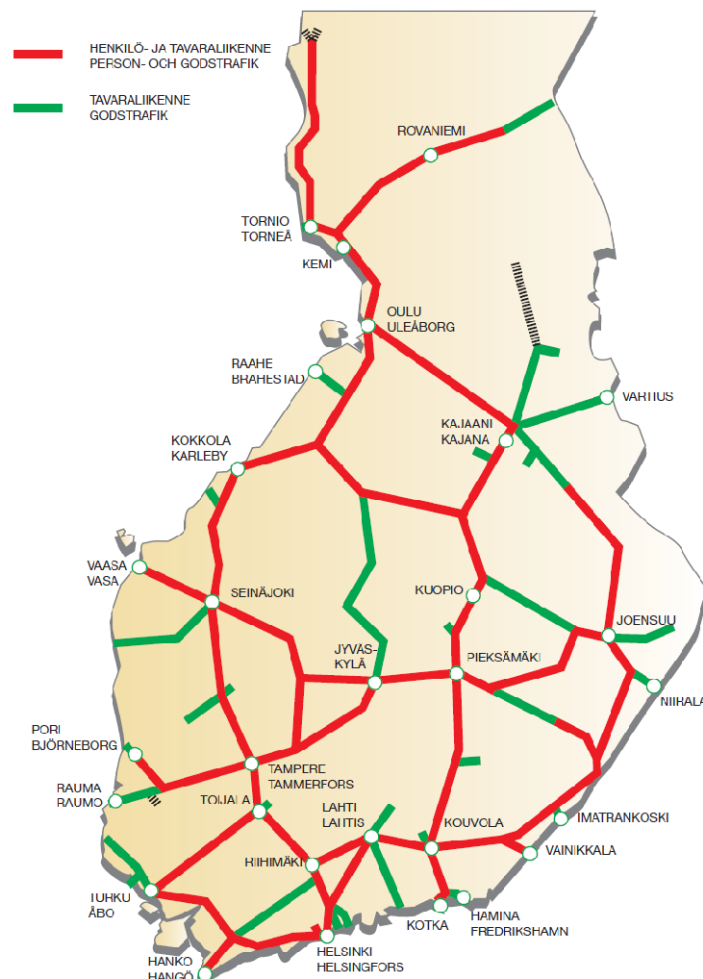 HENKILÖ- JA TAVARALIIKENNE
PERSON- OCH GODSTRAFIK
TAVARALIIKENNE
GODSTRAFIK
ROVANIEMI
TORNIO
TORNEÅ
KEMI
OULU
ULEÅBORG
RAAHE
BRAHESTAD
VARTIUS
KAJAANI
KAJANA
KOKKOLA
KARLEBY
VAASA
VASA
SEINÄJOKI
KUOPIO
JOENSUU
JYVÄS-
KYLÄ
PIEKSÄMÄKI
NIIRALA
PORI
BJÖRNEBORG
TAMPERE
TAMMERFORS
RAUMA
RAUMO
TOIJALA
LAHTI
LAHTIS
KOUVOLA
IMATRANKOSKI
VAINIKKALA
RIIHIMÄKI
TURKU
ÅBO
KOTKA
HAMINA
FREDRIKSHAMN
HELSINKI
HELSINGFORS
HANKO
HANGÖ